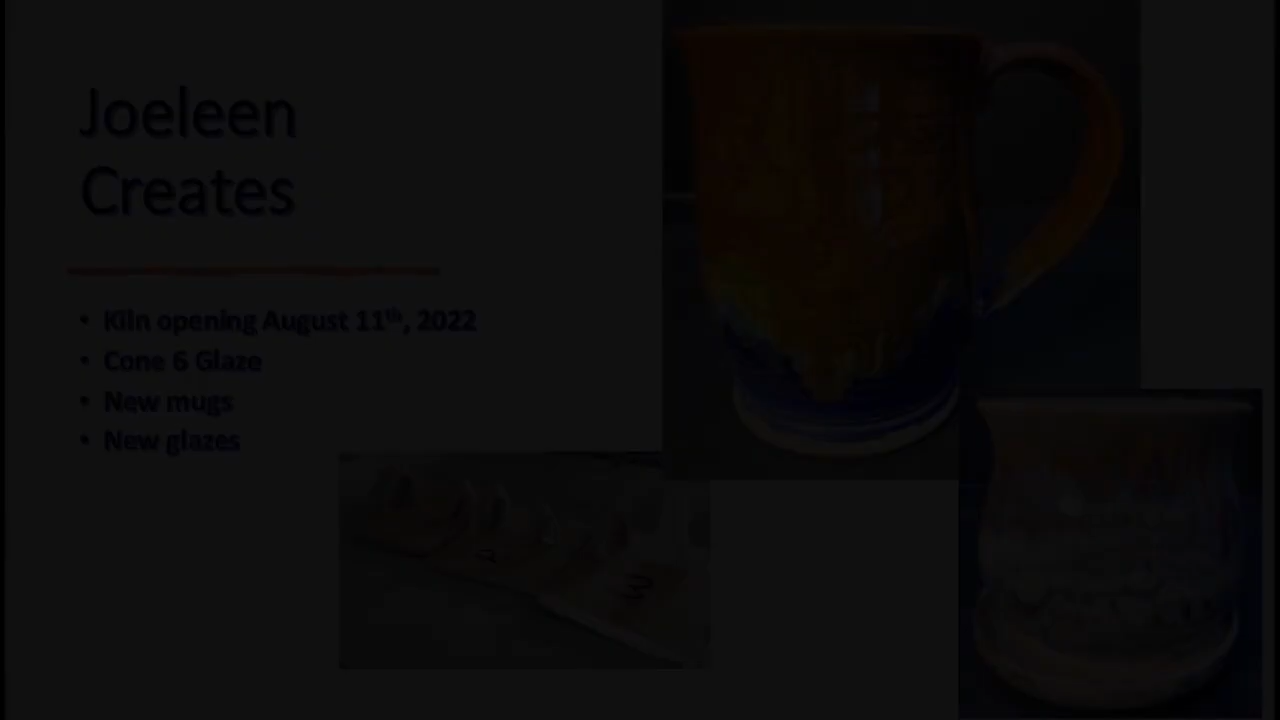 Joeleen
Creates
• Kiln opening August 11th, 2022
• Cone 6 Glaze
• New mugs
• New glazes